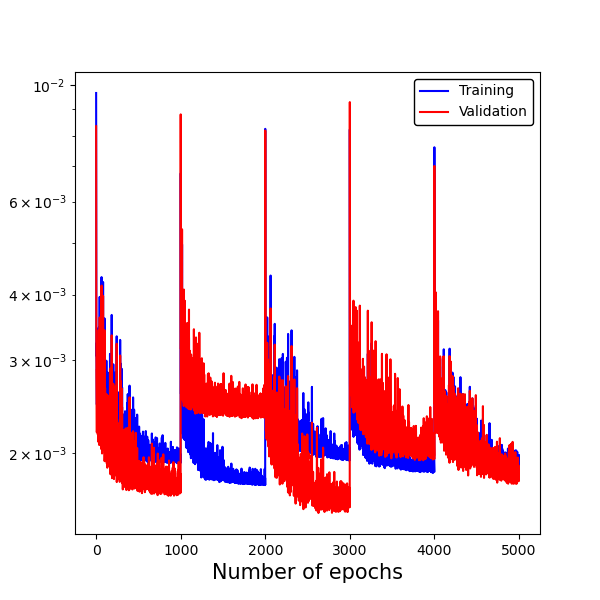 Training
Validation
10⁻²
6 × 10⁻³
4 × 10⁻³
3 × 10⁻³
2 × 10⁻³
0 1000 2000 3000 4000 5000
Number of epochs